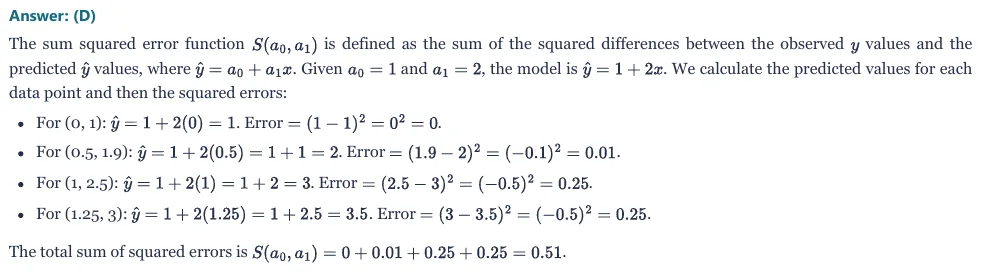 Answer: (D)
The sum squared error function S(a₀, a₁) is defined as the sum of the squared differences between the observed y values and the
predicted ŷ values, where ŷ = a₀ + a₁x. Given a₀ = 1 and a₁ = 2, the model is ŷ = 1 + 2x. We calculate the predicted values for each
data point and then the squared errors:
• For (0, 1): ŷ = 1 + 2(0) = 1. Error = (1 − 1)² = 0² = 0.
• For (0.5, 1.9): ŷ = 1 + 2(0.5) = 1 + 1 = 2. Error = (1.9 − 2)² = (−0.1)² = 0.01.
• For (1, 2.5): ŷ = 1 + 2(1) = 1 + 2 = 3. Error = (2.5 − 3)² = (−0.5)² = 0.25.
• For (1.25, 3): ŷ = 1 + 2(1.25) = 1 + 2.5 = 3.5. Error = (3 − 3.5)² = (−0.5)² = 0.25.
The total sum of squared errors is S(a₀, a₁) = 0 + 0.01 + 0.25 + 0.25 = 0.51.